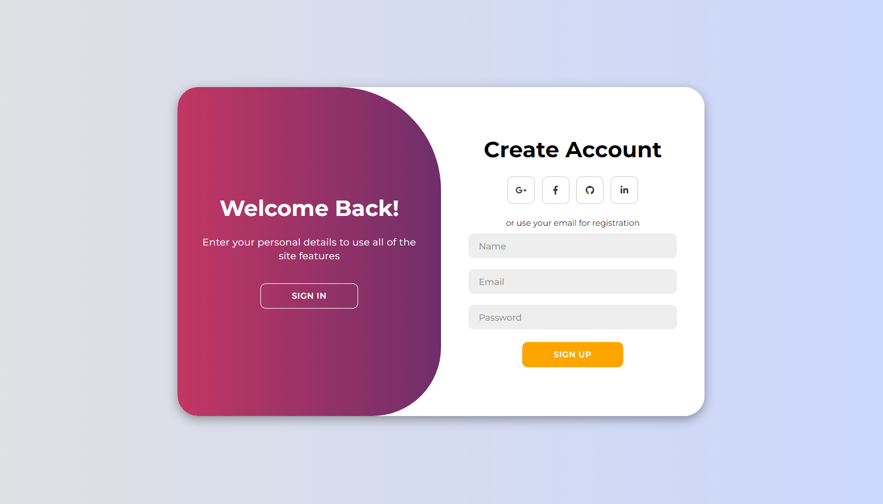 Welcome Back!
Enter your personal details to use all of the
site features
SIGN IN
Create Account
G+ f in
or use your email for registration
Name
Email
Password
SIGN UP